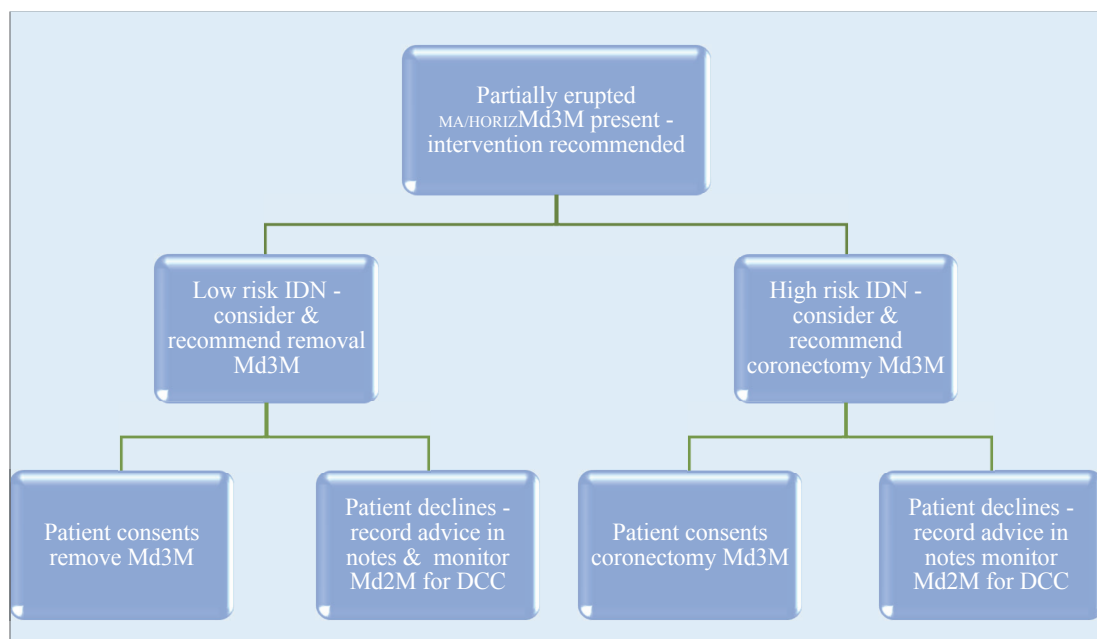 Partially erupted
MA/HORIZMd3M present -
intervention recommended
Low risk IDN -
consider &
recommend removal
Md3M
High risk IDN -
consider &
recommend
coronectomy Md3M
Patient consents
remove Md3M
Patient declines -
record advice in
notes & monitor
Md2M for DCC
Patient consents
coronectomy Md3M
Patient declines -
record advice in
notes monitor
Md2M for DCC